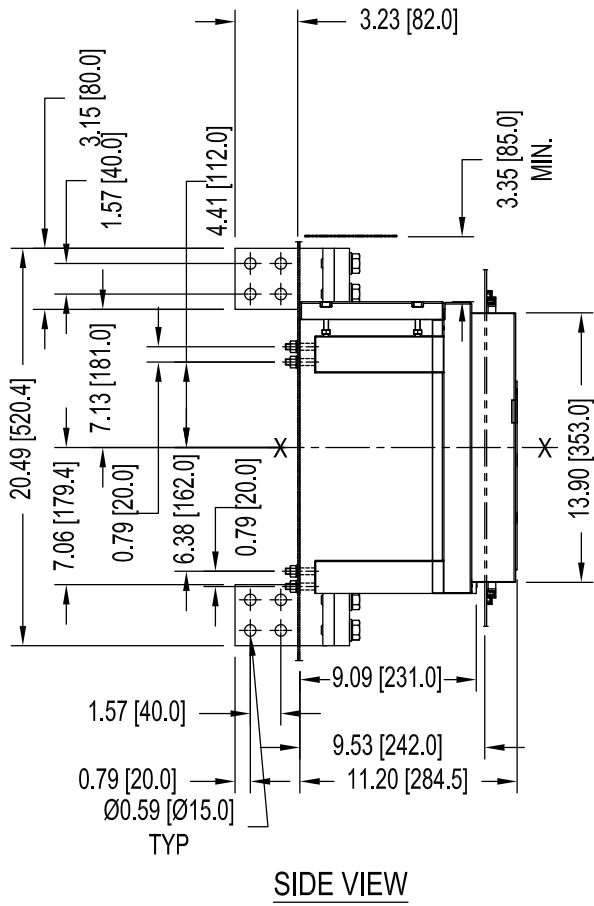 3.23 [82.0]
3.15 [80.0]
1.57 [40.0]
4.41 [112.0]
3.35 [85.0]
MIN.
20.49 [520.4]
7.13 [181.0]
7.06 [179.4]
0.79 [20.0]
6.38 [162.0]
0.79 [20.0]
X
X
13.90 [353.0]
9.09 [231.0]
1.57 [40.0]
9.53 [242.0]
0.79 [20.0]
11.20 [284.5]
Ø0.59 [Ø15.0]
TYP
SIDE VIEW